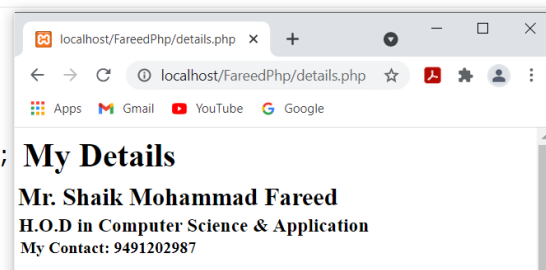 localhost/FareedPhp/details.php
localhost/FareedPhp/details.php
Apps Gmail YouTube Google
; My Details
Mr. Shaik Mohammad Fareed
H.O.D in Computer Science & Application
My Contact: 9491202987